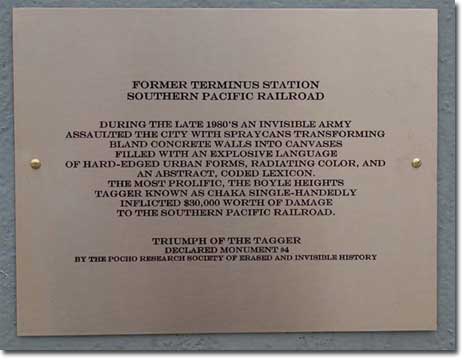 FORMER TERMINUS STATION
SOUTHERN PACIFIC RAILROAD
DURING THE LATE 1980'S AN INVISIBLE ARMY
ASSAULTED THE CITY WITH SPRAYCANS TRANSFORMING
BLAND CONCRETE WALLS INTO CANVASES
FILLED WITH AN EXPLOSIVE LANGUAGE
OF HARD-EDGED URBAN FORMS, RADIATING COLOR, AND
AN ABSTRACT, CODED LEXICON.
THE MOST PROLIFIC, THE BOYLE HEIGHTS
TAGGER KNOWN AS CHAKA SINGLE-HANDEDLY
INFLICTED $30,000 WORTH OF DAMAGE
TO THE SOUTHERN PACIFIC RAILROAD.
TRIUMPH OF THE TAGGER
DECLARED MONUMENT #4
BY THE POCHO RESEARCH SOCIETY OF ERASED AND INVISIBLE HISTORY